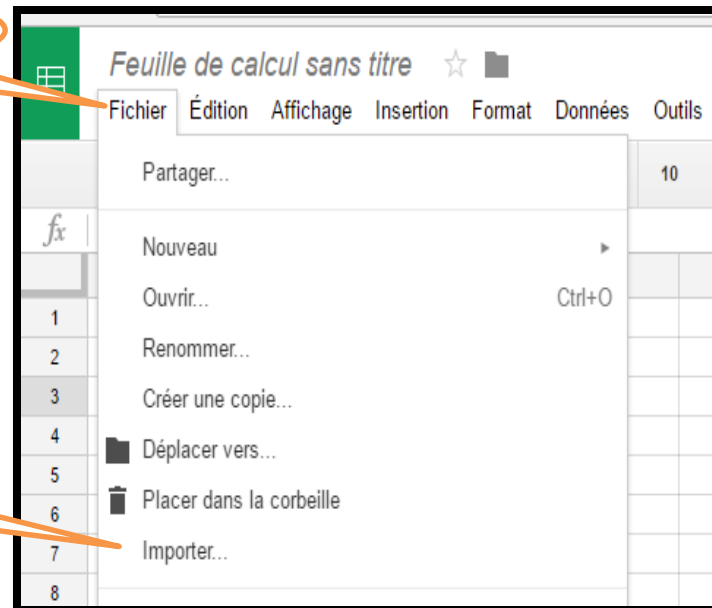 Feuille de calcul sans titre
Fichier Édition Affichage Insertion Format Données Outils
Partager...
10
fx
Nouveau
Ouvrir... Ctrl+O
1
Renommer...
2
Créer une copie...
3
4
Déplacer vers...
5
Placer dans la corbeille
6
Importer...
7
8